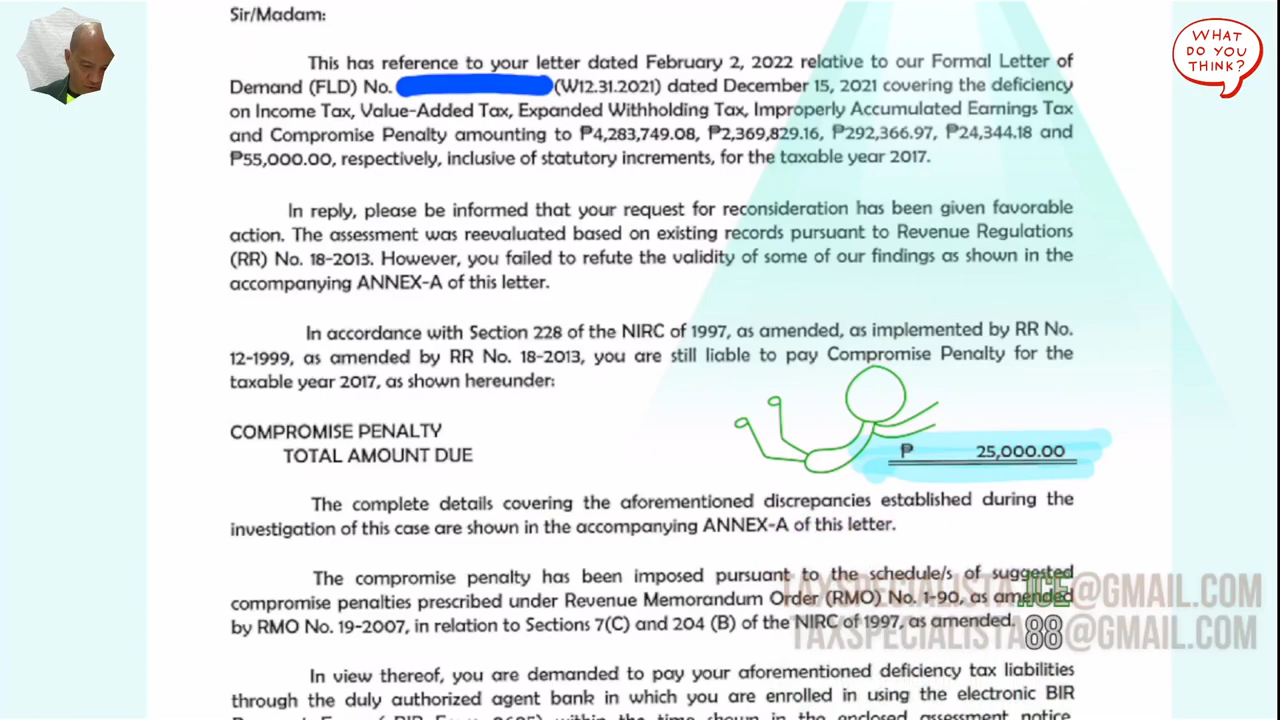 Sir/Madam:
WHAT
DO YOU
THINK?
This has reference to your letter dated February 2, 2022 relative to our Formal Letter of
Demand (FLD) No. (W12.31.2021) dated December 15, 2021 covering the deficiency
on Income Tax, Value-Added Tax, Expanded Withholding Tax, Improperly Accumulated Earnings Tax
and Compromise Penalty amounting to ₱4,283,749.08, ₱2,369,829.16, ₱292,366.97, ₱24,344.18 and
₱55,000.00, respectively, inclusive of statutory increments, for the taxable year 2017.
In reply, please be informed that your request for reconsideration has been given favorable
action. The assessment was reevaluated based on existing records pursuant to Revenue Regulations
(RR) No. 18-2013. However, you failed to refute the validity of some of our findings as shown in the
accompanying ANNEX-A of this letter.
In accordance with Section 228 of the NIRC of 1997, as amended, as implemented by RR No.
12-1999, as amended by RR No. 18-2013, you are still liable to pay Compromise Penalty for the
taxable year 2017, as shown hereunder:
COMPROMISE PENALTY
TOTAL AMOUNT DUE ₱ 25,000.00
The complete details covering the aforementioned discrepancies established during the
investigation of this case are shown in the accompanying ANNEX-A of this letter.
The compromise penalty has been imposed pursuant to the schedule/s of suggested
compromise penalties prescribed under Revenue Memorandum Order (RMO) No. 1-90, as amended
by RMO No. 19-2007, in relation to Sections 7(C) and 204 (B) of the NIRC of 1997, as amended.
TAXSPECIALISTA.ICE@GMAIL.COM
TAXSPECIALISTA88@GMAIL.COM
In view thereof, you are demanded to pay your aforementioned deficiency tax liabilities
through the duly authorized agent bank in which you are enrolled in using the electronic BIR
within the time shown in the enclosed assessment notice.